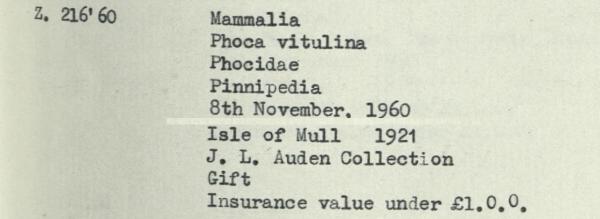 Z. 216'60 Mammalia
Phoca vitulina
Phocidae
Pinnipedia
8th November. 1960
Isle of Mull 1921
J. L. Auden Collection
Gift
Insurance value under £1.0.0.